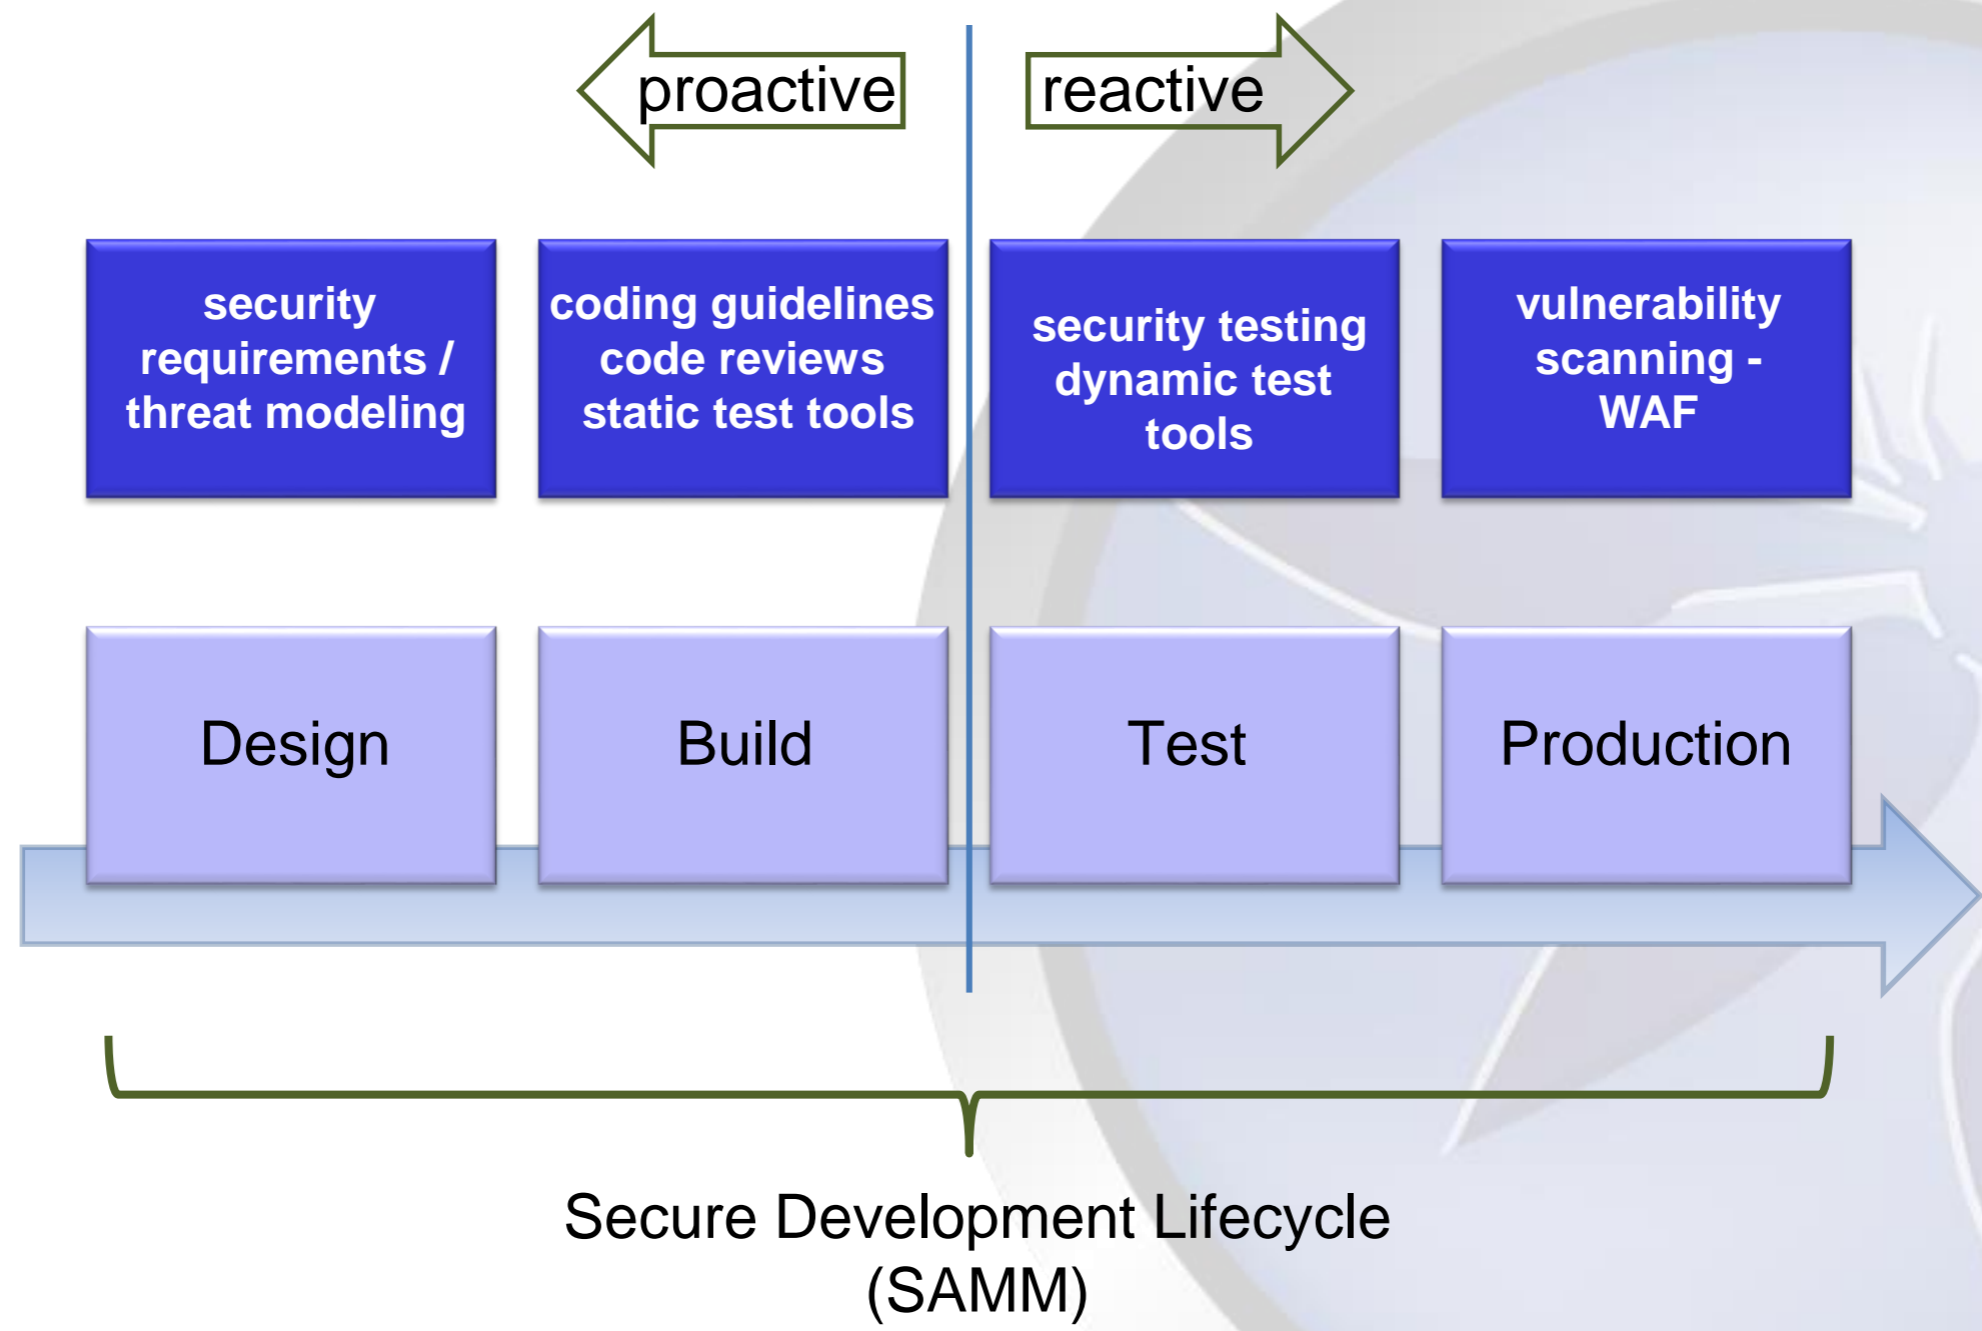 proactive
reactive
security
requirements /
threat modeling
coding guidelines
code reviews
static test tools
security testing
dynamic test
tools
vulnerability
scanning -
WAF
Design
Build
Test
Production
Secure Development Lifecycle
(SAMM)